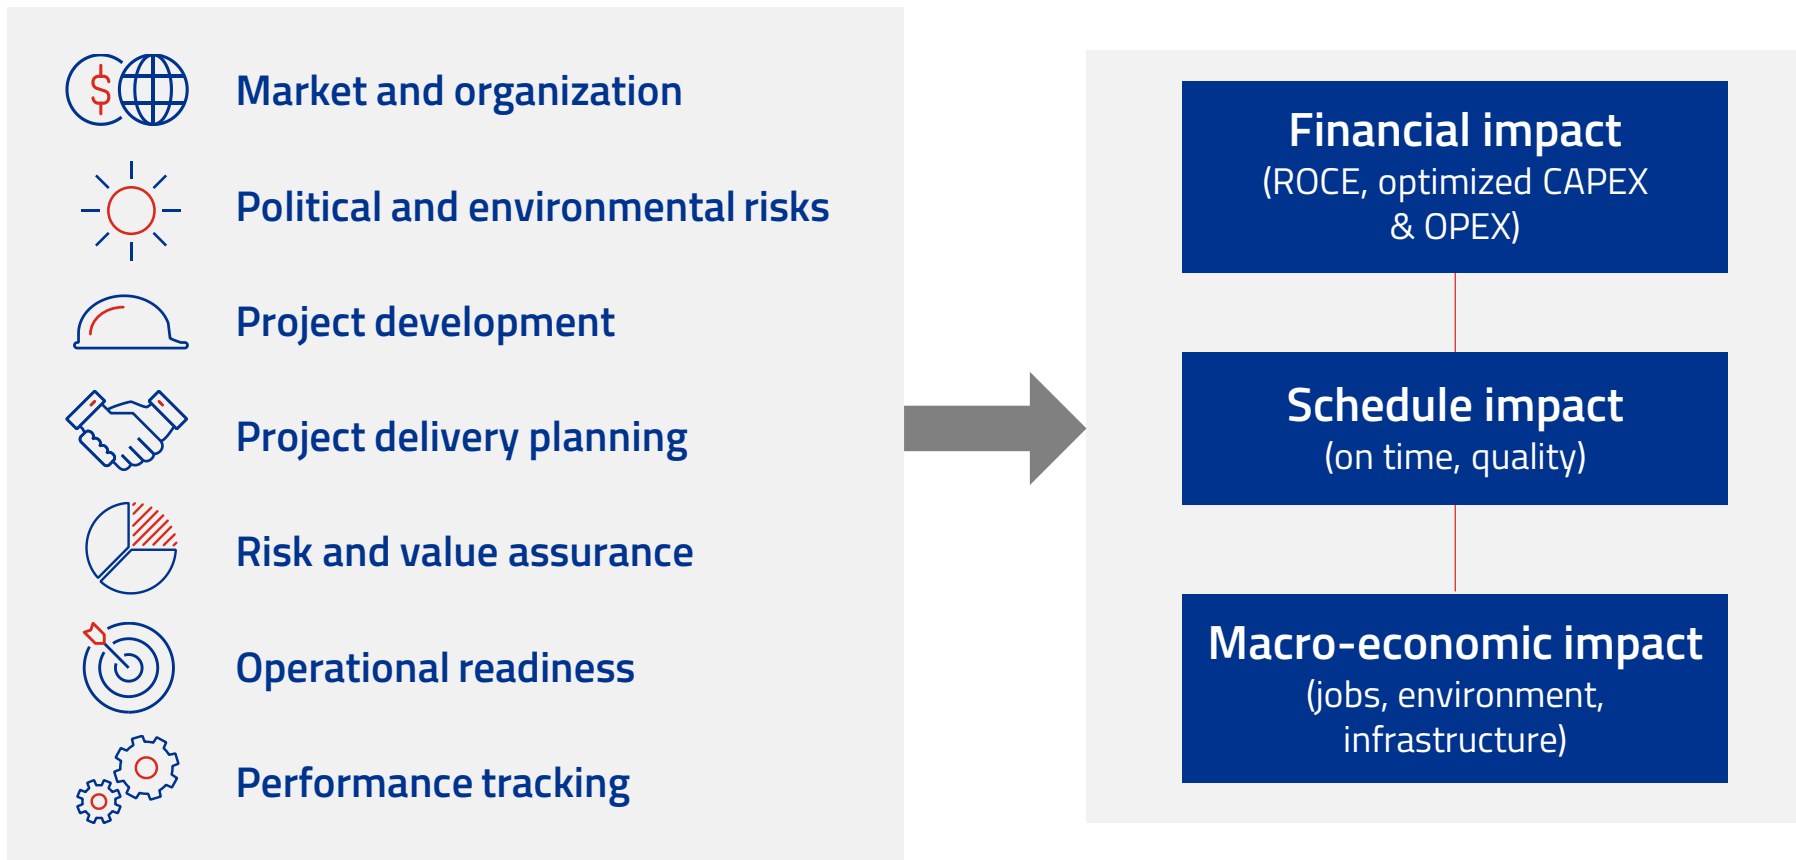 Market and organization
Political and environmental risks
Project development
Project delivery planning
Risk and value assurance
Operational readiness
Performance tracking
Financial impact
(ROCE, optimized CAPEX
& OPEX)
Schedule impact
(on time, quality)
Macro-economic impact
(jobs, environment,
infrastructure)